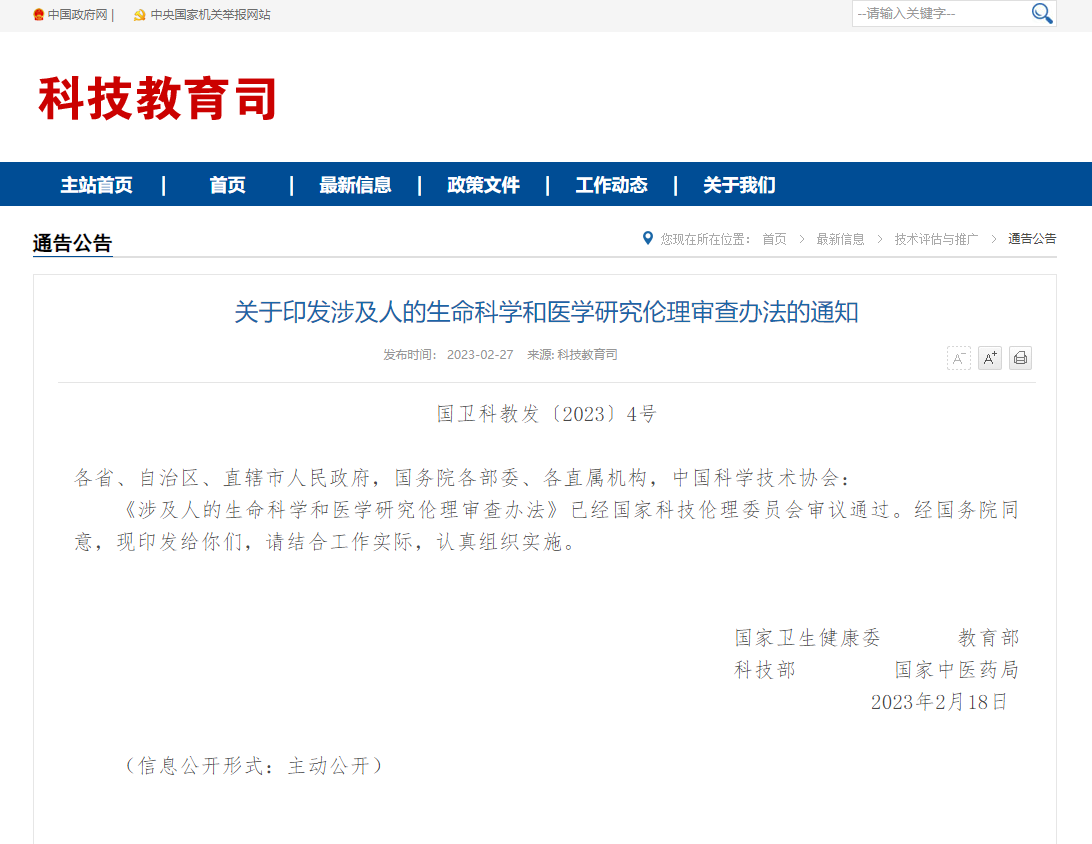 中国政府网 | 中央国家机关举报网站 --请输入关键字--
科技教育司
主站首页 | 首页 | 最新信息 | 政策文件 | 工作动态 | 关于我们
通告公告 您现在所在位置： 首页 > 最新信息 > 技术评估与推广 > 通告公告
关于印发涉及人的生命科学和医学研究伦理审查办法的通知
发布时间： 2023-02-27 来源: 科技教育司
A- A+
国卫科教发〔2023〕4号
各省、自治区、直辖市人民政府，国务院各部委、各直属机构，中国科学技术协会：
《涉及人的生命科学和医学研究伦理审查办法》已经国家科技伦理委员会审议通过。经国务院同
意，现印发给你们，请结合工作实际，认真组织实施。
国家卫生健康委 教育部
科技部 国家中医药局
2023年2月18日
（信息公开形式：主动公开）